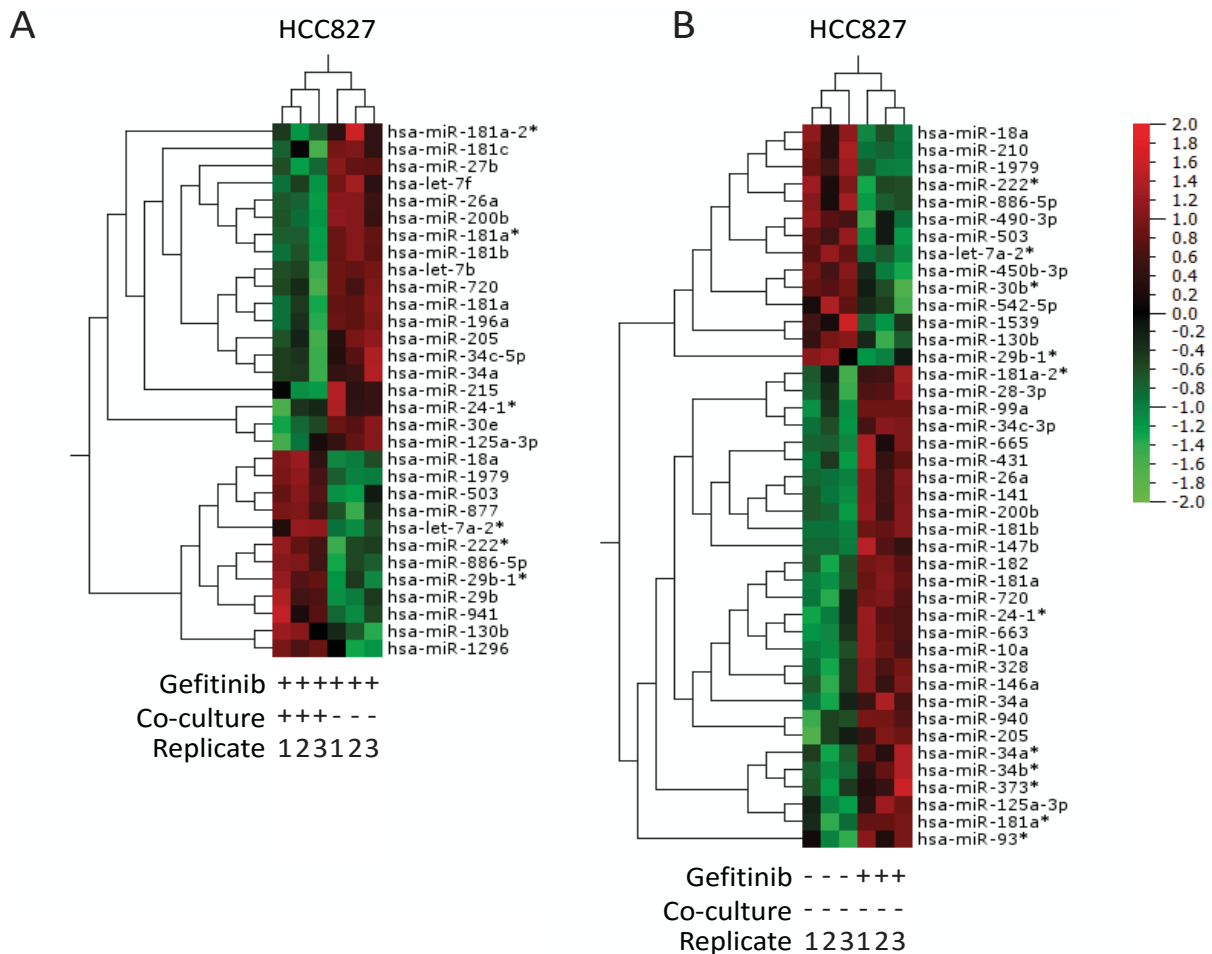 A
HCC827
hsa-miR-181a-2*
hsa-miR-181c
hsa-miR-27b
hsa-let-7f
hsa-miR-26a
hsa-miR-200b
hsa-miR-181a*
hsa-miR-181b
hsa-let-7b
hsa-miR-720
hsa-miR-181a
hsa-miR-196a
hsa-miR-205
hsa-miR-34c-5p
hsa-miR-34a
hsa-miR-215
hsa-miR-24-1*
hsa-miR-30e
hsa-miR-125a-3p
hsa-miR-18a
hsa-miR-1979
hsa-miR-503
hsa-miR-877
hsa-let-7a-2*
hsa-miR-222*
hsa-miR-886-5p
hsa-miR-29b-1*
hsa-miR-29b
hsa-miR-941
hsa-miR-130b
hsa-miR-1296
Gefitinib ++++++
Co-culture +++---
Replicate 123123
B
HCC827
hsa-miR-18a
hsa-miR-210
hsa-miR-1979
hsa-miR-222*
hsa-miR-886-5p
hsa-miR-490-3p
hsa-miR-503
hsa-let-7a-2*
hsa-miR-450b-3p
hsa-miR-30b*
hsa-miR-542-5p
hsa-miR-1539
hsa-miR-130b
hsa-miR-29b-1*
hsa-miR-181a-2*
hsa-miR-28-3p
hsa-miR-99a
hsa-miR-34c-3p
hsa-miR-665
hsa-miR-431
hsa-miR-26a
hsa-miR-141
hsa-miR-200b
hsa-miR-181b
hsa-miR-147b
hsa-miR-182
hsa-miR-181a
hsa-miR-720
hsa-miR-24-1*
hsa-miR-663
hsa-miR-10a
hsa-miR-328
hsa-miR-146a
hsa-miR-34a
hsa-miR-940
hsa-miR-205
hsa-miR-34a*
hsa-miR-34b*
hsa-miR-373*
hsa-miR-125a-3p
hsa-miR-181a*
hsa-miR-93*
Gefitinib ---+++
Co-culture ------
Replicate 123123
2.0
1.8
1.6
1.4
1.2
1.0
0.8
0.6
0.4
0.2
0.0
-0.2
-0.4
-0.6
-0.8
-1.0
-1.2
-1.4
-1.6
-1.8
-2.0